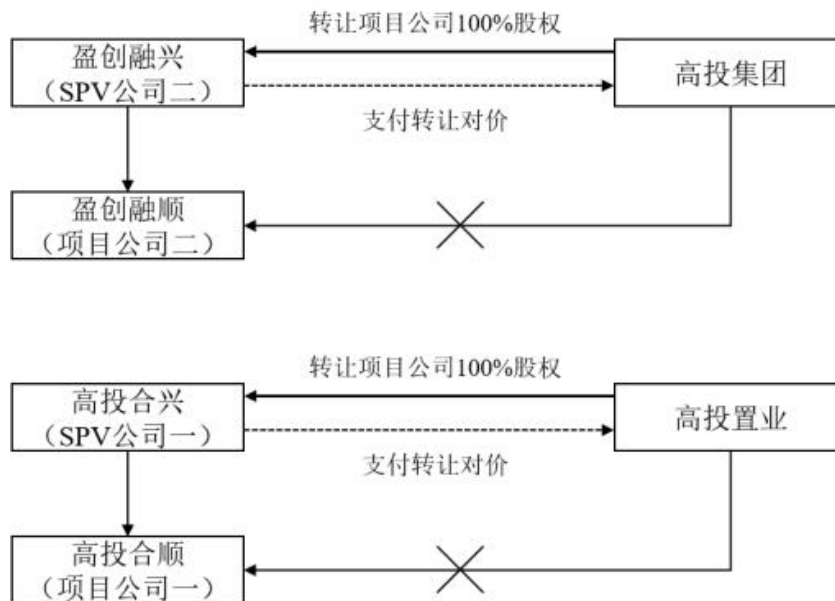 转让项目公司100%股权
盈创融兴
（SPV公司二）
高投集团
支付转让对价
盈创融顺
（项目公司二）
转让项目公司100%股权
高投合兴
（SPV公司一）
高投置业
支付转让对价
高投合顺
（项目公司一）